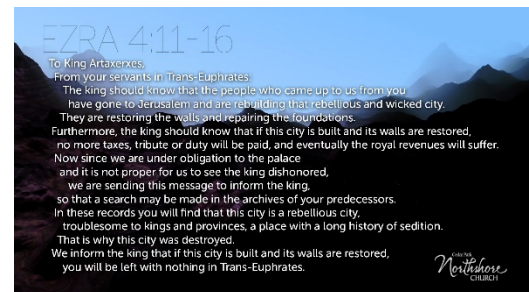 EZRA 4:11-16
To King Artaxerxes,
From your servants in Trans-Euphrates:
The king should know that the people who came up to us from you
have gone to Jerusalem and are rebuilding that rebellious and wicked city.
They are restoring the walls and repairing the foundations.
Furthermore, the king should know that if this city is built and its walls are restored,
no more taxes, tribute or duty will be paid, and eventually the royal revenues will suffer.
Now since we are under obligation to the palace
and it is not proper for us to see the king dishonored,
we are sending this message to inform the king,
so that a search may be made in the archives of your predecessors.
In these records you will find that this city is a rebellious city,
troublesome to kings and provinces, a place with a long history of sedition.
That is why this city was destroyed.
We inform the king that if this city is built and its walls are restored,
you will be left with nothing in Trans-Euphrates.
Northshore
CHURCH